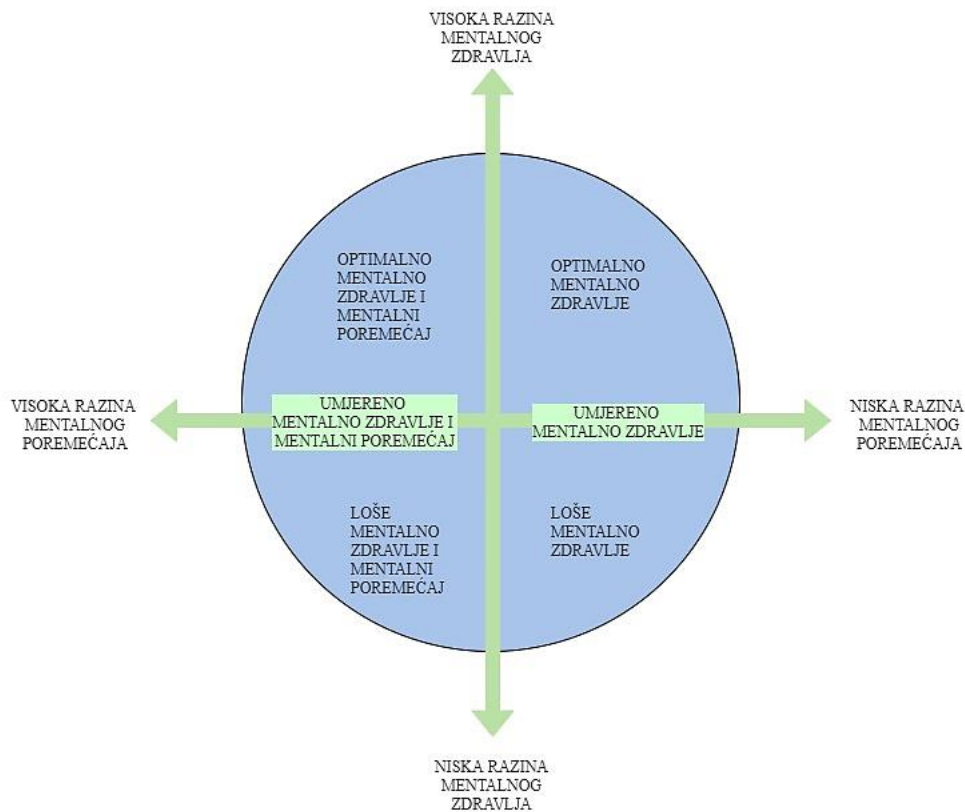 VISOKA RAZINA
MENTALNOG
ZDRAVLJA
OPTIMALNO
MENTALNO
ZDRAVLJE I
MENTALNI
POREMEĆAJ
OPTIMALNO
MENTALNO
ZDRAVLJE
VISOKA RAZINA
MENTALNOG
POREMEĆAJA
UMJERENO
MENTALNO ZDRAVLJE I
MENTALNI POREMEĆAJ
UMJERENO
MENTALNO ZDRAVLJE
NISKA RAZINA
MENTALNOG
POREMEĆAJA
LOŠE
MENTALNO
ZDRAVLJE I
MENTALNI
POREMEĆAJ
LOŠE
MENTALNO
ZDRAVLJE
NISKA RAZINA
MENTALNOG
ZDRAVLJA